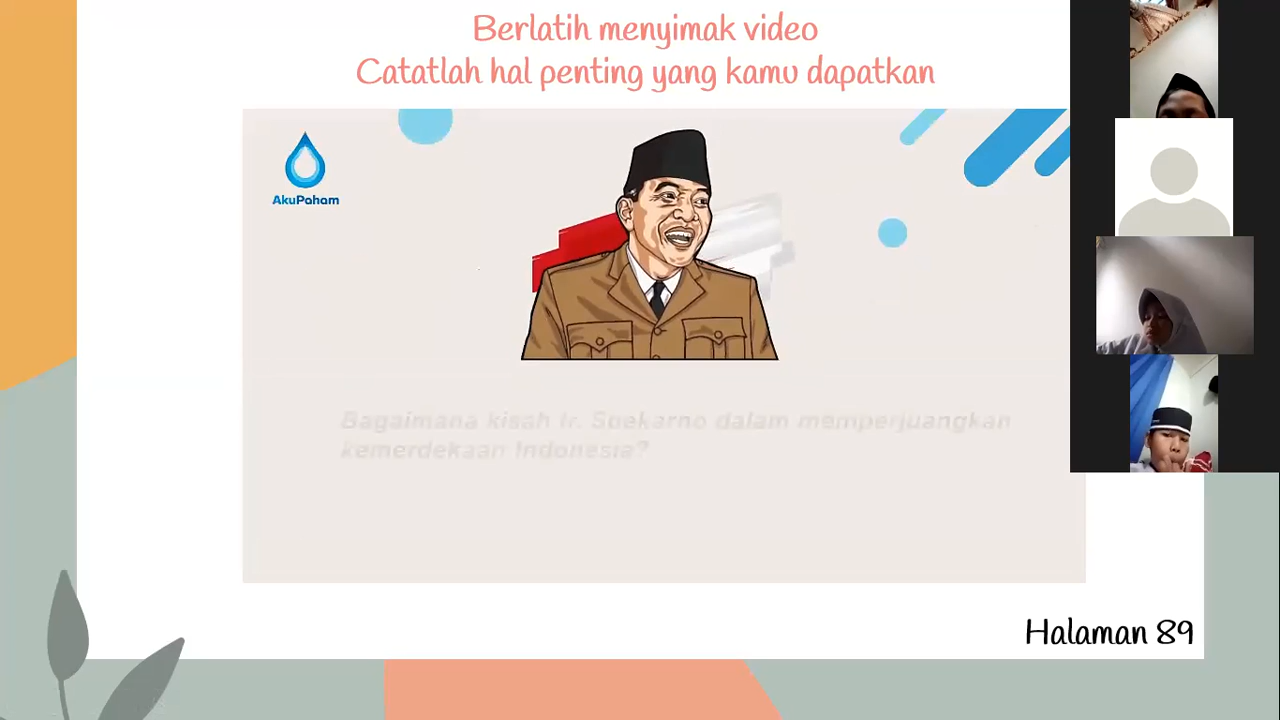 Berlatih menyimak video
Catatlah hal penting yang kamu dapatkan
AkuPaham
Bagaimana kisah Ir. Soekarno dalam memperjuangkan
kemerdekaan Indonesia?
Halaman 89